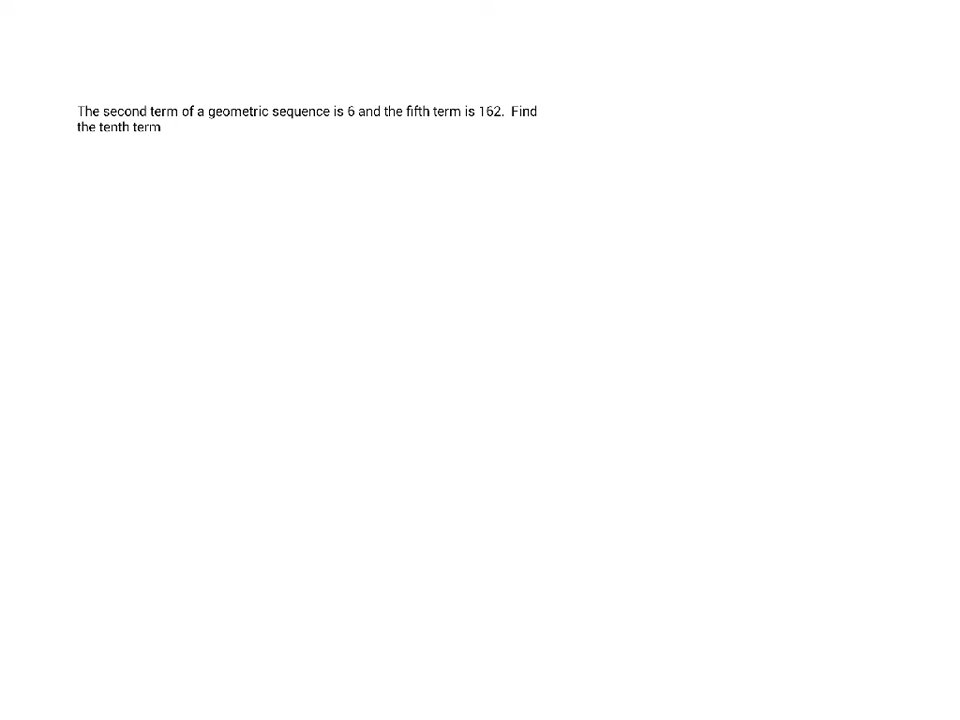 The second term of a geometric sequence is 6 and the fifth term is 162.  Find
the tenth term